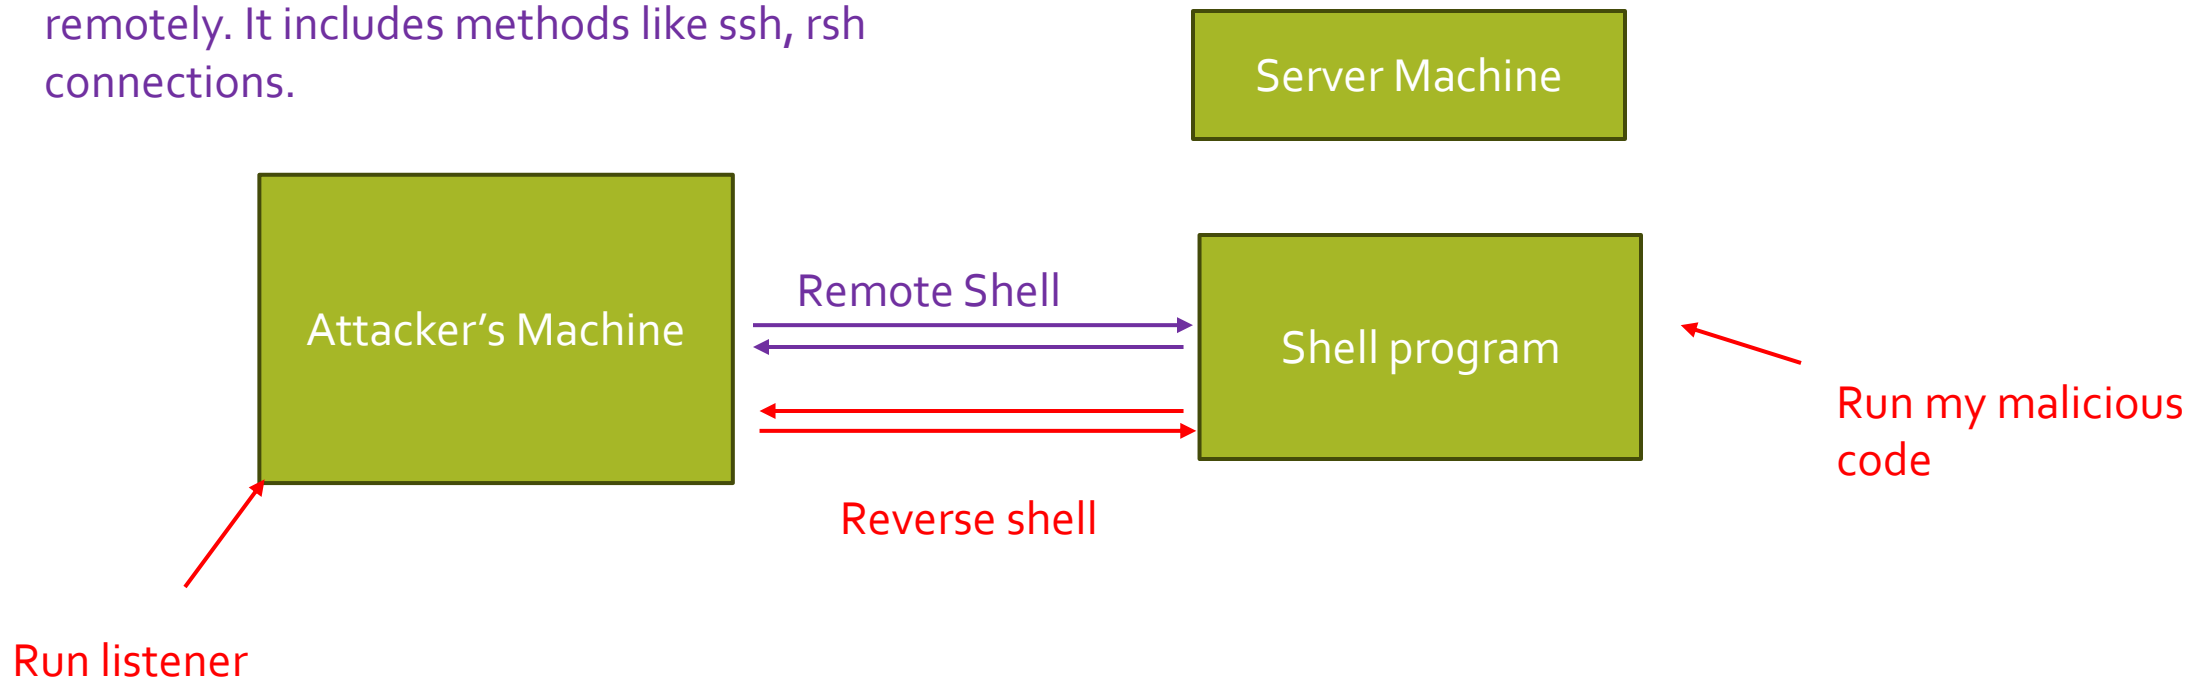 remotely. It includes methods like ssh, rsh
connections.
Server Machine
Attacker’s Machine
Remote Shell
Shell program
Run my malicious
code
Reverse shell
Run listener